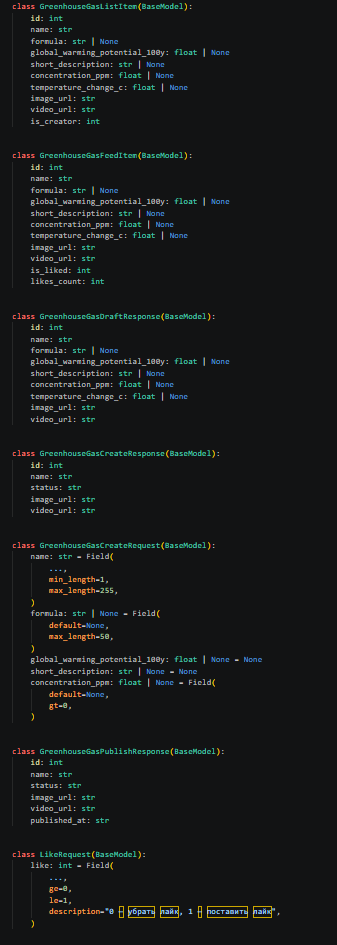 class GreenhouseGasListItem(BaseModel):
    id: int
    name: str
    formula: str | None
    global_warming_potential_100y: float | None
    short_description: str | None
    concentration_ppm: float | None
    temperature_change_c: float | None
    image_url: str
    video_url: str
    is_creator: int
class GreenhouseGasFeedItem(BaseModel):
    id: int
    name: str
    formula: str | None
    global_warming_potential_100y: float | None
    short_description: str | None
    concentration_ppm: float | None
    temperature_change_c: float | None
    image_url: str
    video_url: str
    is_liked: int
    likes_count: int
class GreenhouseGasDraftResponse(BaseModel):
    id: int
    name: str
    formula: str | None
    global_warming_potential_100y: float | None
    short_description: str | None
    concentration_ppm: float | None
    temperature_change_c: float | None
    image_url: str
    video_url: str
class GreenhouseGasCreateResponse(BaseModel):
    id: int
    name: str
    status: str
    image_url: str
    video_url: str
class GreenhouseGasCreateRequest(BaseModel):
    name: str = Field(
        ...,
        min_length=1,
        max_length=255,
    )
    formula: str | None = Field(
        default=None,
        max_length=50,
    )
    global_warming_potential_100y: float | None = None
    short_description: str | None = None
    concentration_ppm: float | None = Field(
        default=None,
        gt=0,
    )
class GreenhouseGasPublishResponse(BaseModel):
    id: int
    name: str
    status: str
    image_url: str
    video_url: str
    published_at: str
class LikeRequest(BaseModel):
    like: int = Field(
        ...,
        ge=0,
        le=1,
        description="0 — убрать лайк, 1 — поставить лайк",
    )